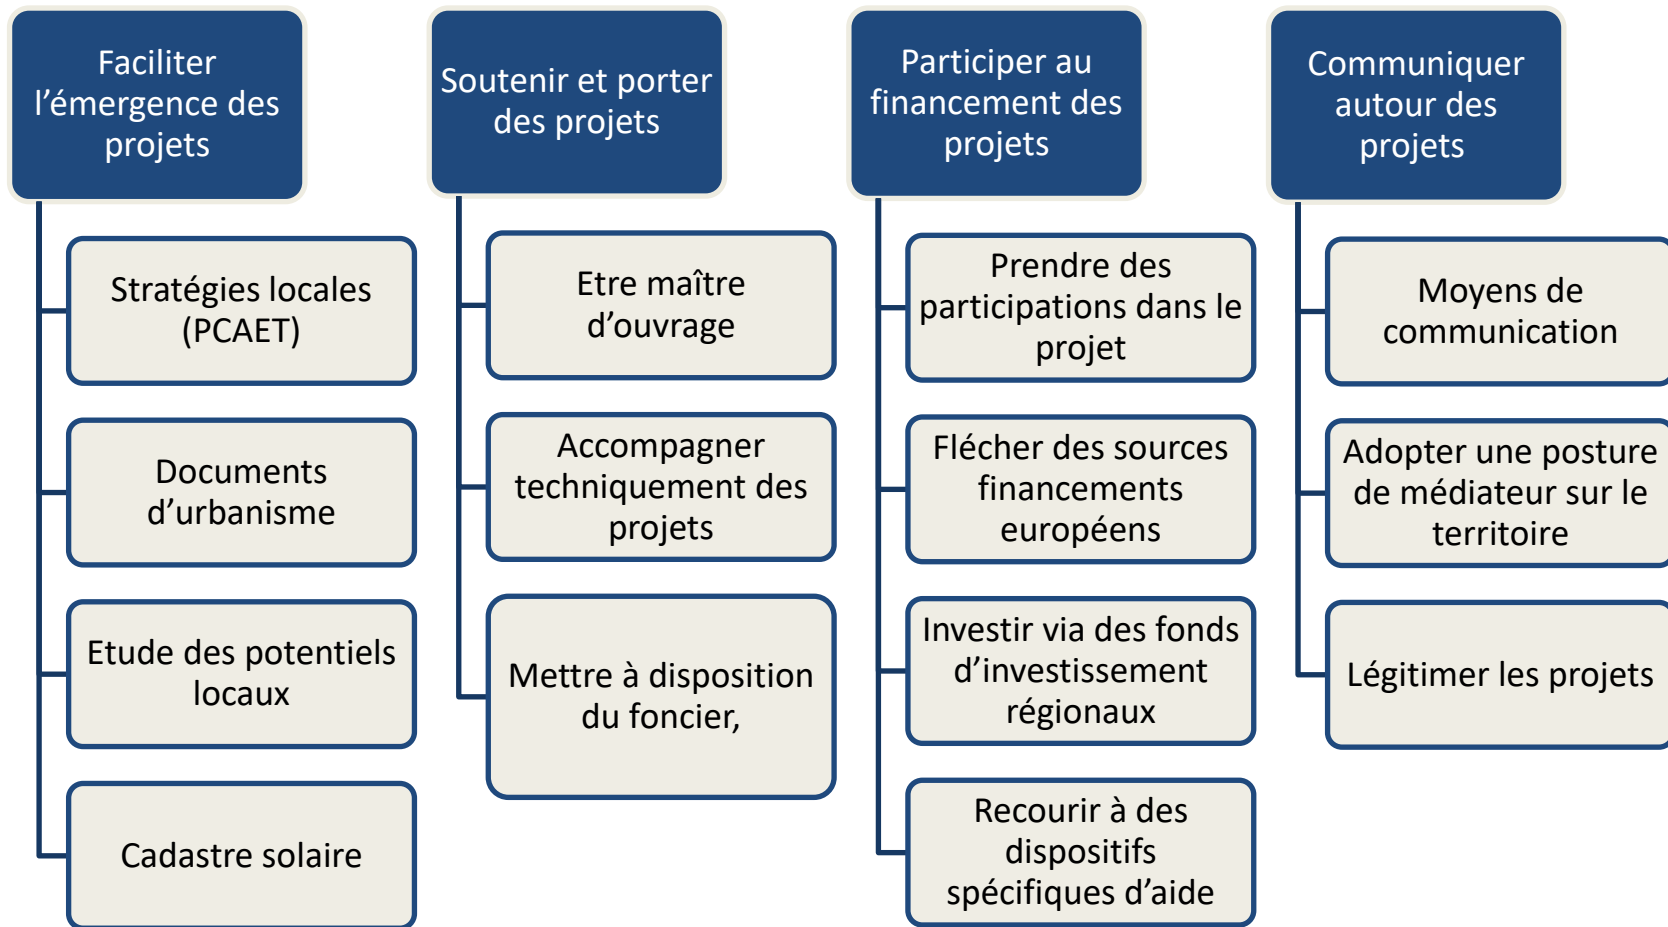 Faciliter
l’émergence des
projets
Stratégies locales
(PCAET)
Documents
d’urbanisme
Etude des potentiels
locaux
Cadastre solaire
Soutenir et porter
des projets
Etre maître
d’ouvrage
Accompagner
techniquement des
projets
Mettre à disposition
du foncier,
Participer au
financement des
projets
Prendre des
participations dans le
projet
Flécher des sources
financements
européens
Investir via des fonds
d’investissement
régionaux
Recourir à des
dispositifs
spécifiques d’aide
Communiquer
autour des
projets
Moyens de
communication
Adopter une posture
de médiateur sur le
territoire
Légitimer les projets